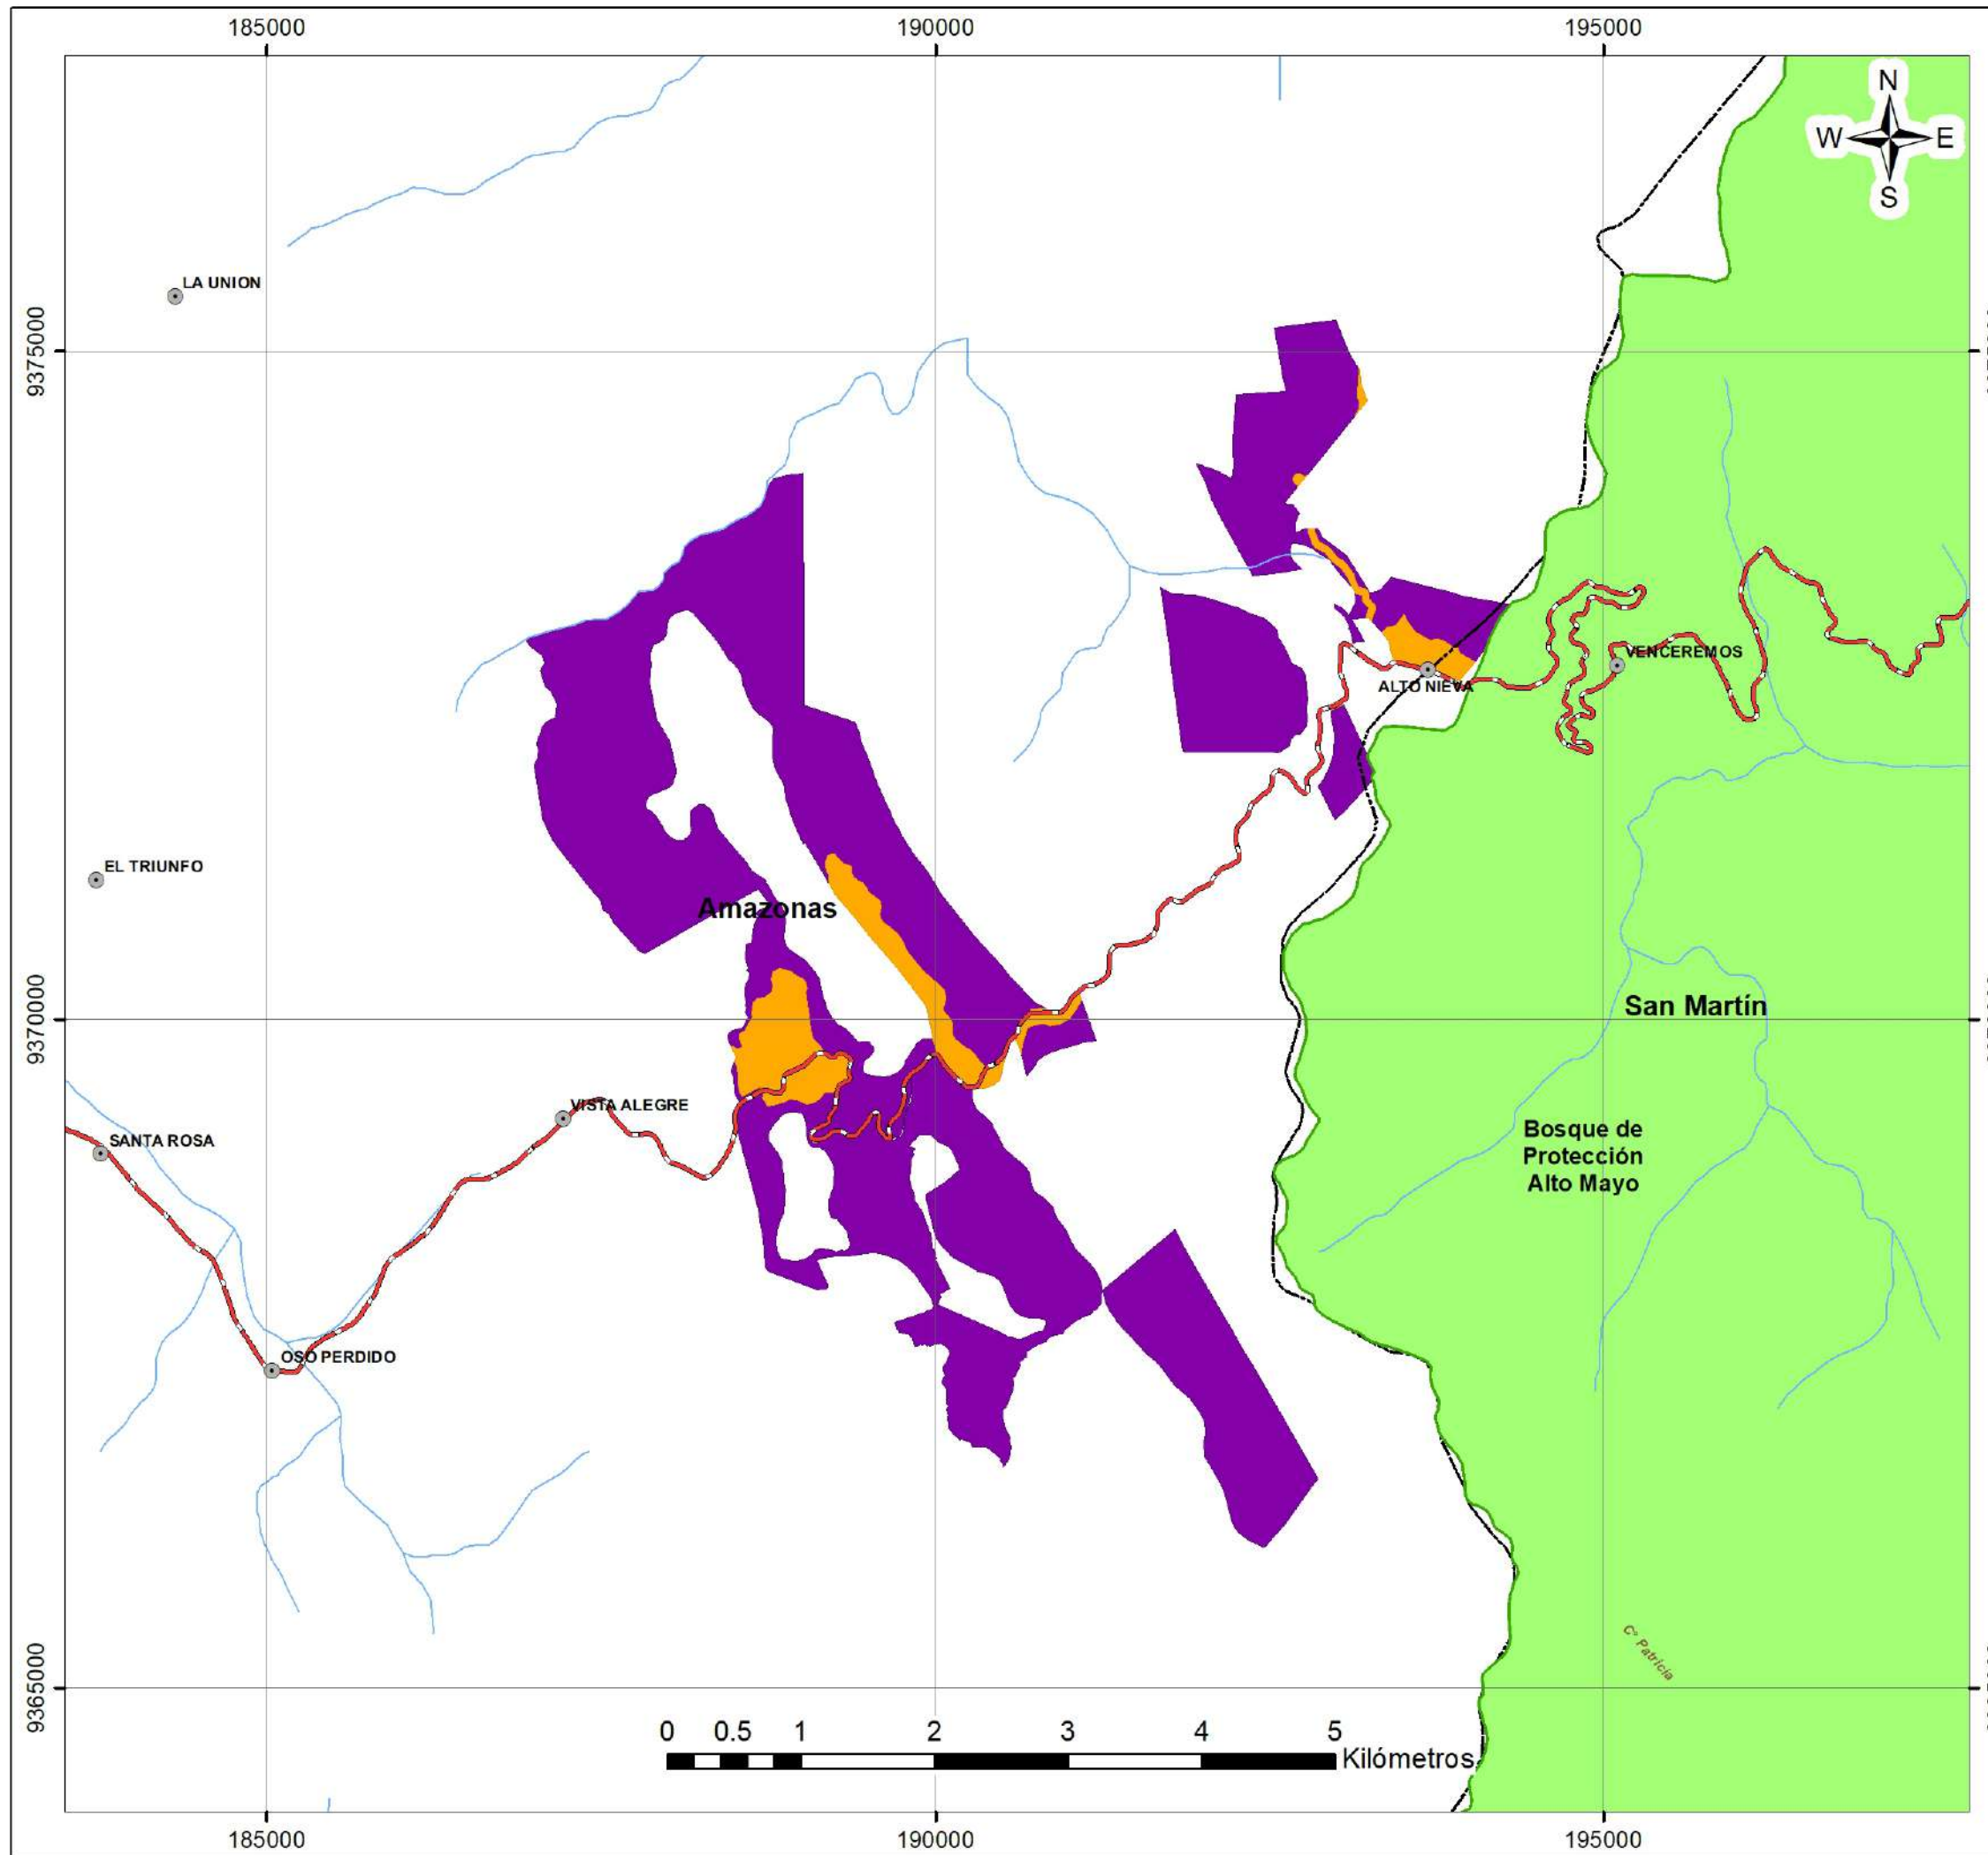 185000
190000
195000
N
W
E
S
LA UNION
9375000
VENCEREMOS
ALTO NIEVA
EL TRIUNFO
Amazonas
San Martín
9370000
VISTA ALEGRE
SANTA ROSA
Bosque de
Protección
Alto Mayo
OSO PERDIDO
Cº Patricia
9365000
0 0.5 1 2 3 4 5
Kilómetros
185000
190000
195000